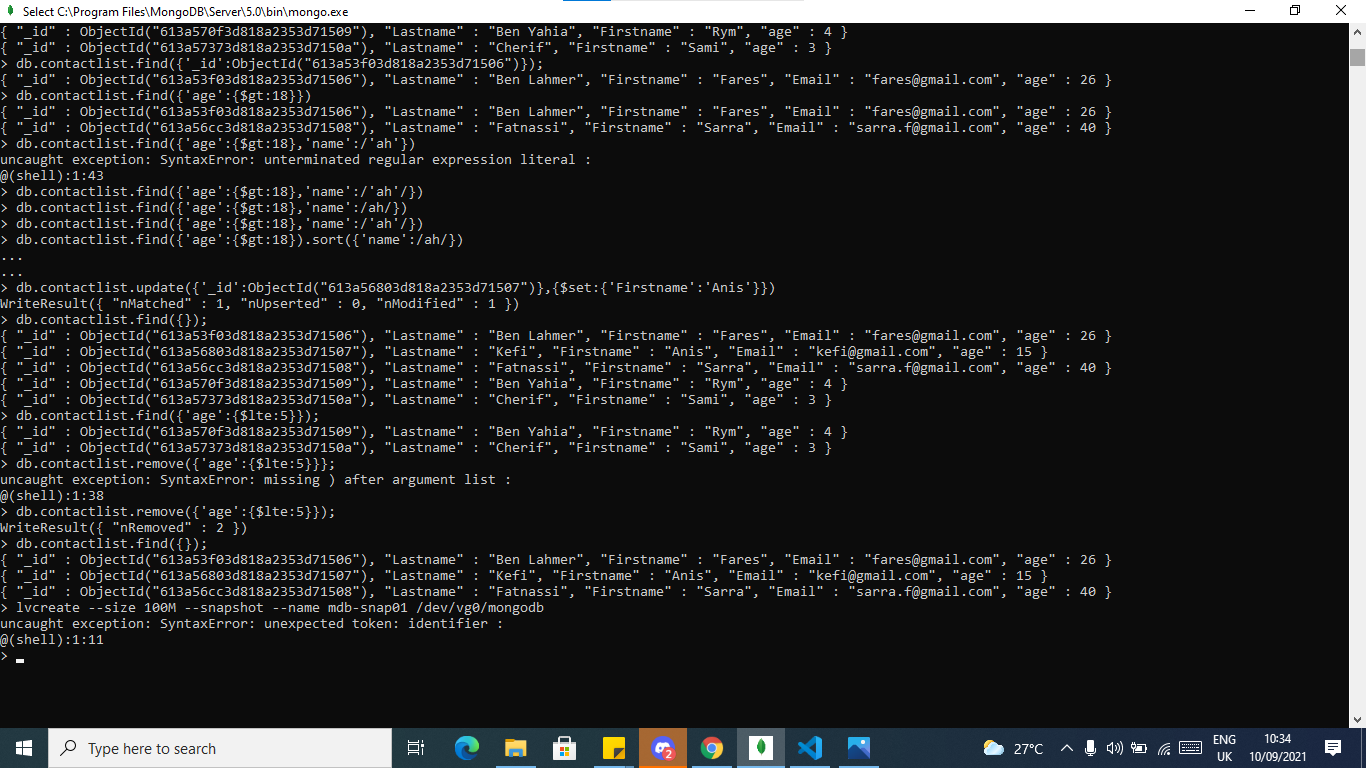 Select C:\Program Files\MongoDB\Server\5.0\bin\mongo.exe
{ "_id" : ObjectId("613a570f3d818a2353d71509"), "Lastname" : "Ben Yahia", "Firstname" : "Rym", "age" : 4 }
{ "_id" : ObjectId("613a57373d818a2353d7150a"), "Lastname" : "Cherif", "Firstname" : "Sami", "age" : 3 }
> db.contactlist.find({'_id':ObjectId("613a53f03d818a2353d71506")});
{ "_id" : ObjectId("613a53f03d818a2353d71506"), "Lastname" : "Ben Lahmer", "Firstname" : "Fares", "Email" : "fares@gmail.com", "age" : 26 }
> db.contactlist.find({'age':{$gt:18}})
{ "_id" : ObjectId("613a53f03d818a2353d71506"), "Lastname" : "Ben Lahmer", "Firstname" : "Fares", "Email" : "fares@gmail.com", "age" : 26 }
{ "_id" : ObjectId("613a56cc3d818a2353d71508"), "Lastname" : "Fatnassi", "Firstname" : "Sarra", "Email" : "sarra.f@gmail.com", "age" : 40 }
> db.contactlist.find({'age':{$gt:18},'name':/'ah'})
uncaught exception: SyntaxError: unterminated regular expression literal :
@(shell):1:43
> db.contactlist.find({'age':{$gt:18},'name':/'ah'/})
> db.contactlist.find({'age':{$gt:18},'name':/ah/})
> db.contactlist.find({'age':{$gt:18},'name':/'ah'/})
> db.contactlist.find({'age':{$gt:18}).sort({'name':/ah/})
...
...
> db.contactlist.update({'_id':ObjectId("613a56803d818a2353d71507")},{$set:{'Firstname':'Anis'}})
WriteResult({ "nMatched" : 1, "nUpserted" : 0, "nModified" : 1 })
> db.contactlist.find({});
{ "_id" : ObjectId("613a53f03d818a2353d71506"), "Lastname" : "Ben Lahmer", "Firstname" : "Fares", "Email" : "fares@gmail.com", "age" : 26 }
{ "_id" : ObjectId("613a56803d818a2353d71507"), "Lastname" : "Kefi", "Firstname" : "Anis", "Email" : "kefi@gmail.com", "age" : 15 }
{ "_id" : ObjectId("613a56cc3d818a2353d71508"), "Lastname" : "Fatnassi", "Firstname" : "Sarra", "Email" : "sarra.f@gmail.com", "age" : 40 }
{ "_id" : ObjectId("613a570f3d818a2353d71509"), "Lastname" : "Ben Yahia", "Firstname" : "Rym", "age" : 4 }
{ "_id" : ObjectId("613a57373d818a2353d7150a"), "Lastname" : "Cherif", "Firstname" : "Sami", "age" : 3 }
> db.contactlist.find({'age':{$lte:5}});
{ "_id" : ObjectId("613a570f3d818a2353d71509"), "Lastname" : "Ben Yahia", "Firstname" : "Rym", "age" : 4 }
{ "_id" : ObjectId("613a57373d818a2353d7150a"), "Lastname" : "Cherif", "Firstname" : "Sami", "age" : 3 }
> db.contactlist.remove({'age':{$lte:5}}};
uncaught exception: SyntaxError: missing ) after argument list :
@(shell):1:38
> db.contactlist.remove({'age':{$lte:5}});
WriteResult({ "nRemoved" : 2 })
> db.contactlist.find({});
{ "_id" : ObjectId("613a53f03d818a2353d71506"), "Lastname" : "Ben Lahmer", "Firstname" : "Fares", "Email" : "fares@gmail.com", "age" : 26 }
{ "_id" : ObjectId("613a56803d818a2353d71507"), "Lastname" : "Kefi", "Firstname" : "Anis", "Email" : "kefi@gmail.com", "age" : 15 }
{ "_id" : ObjectId("613a56cc3d818a2353d71508"), "Lastname" : "Fatnassi", "Firstname" : "Sarra", "Email" : "sarra.f@gmail.com", "age" : 40 }
> lvcreate --size 100M --snapshot --name mdb-snap01 /dev/vg0/mongodb
uncaught exception: SyntaxError: unexpected token: identifier :
@(shell):1:11
>
Type here to search
2
27°C
ENG
UK
10:34
10/09/2021